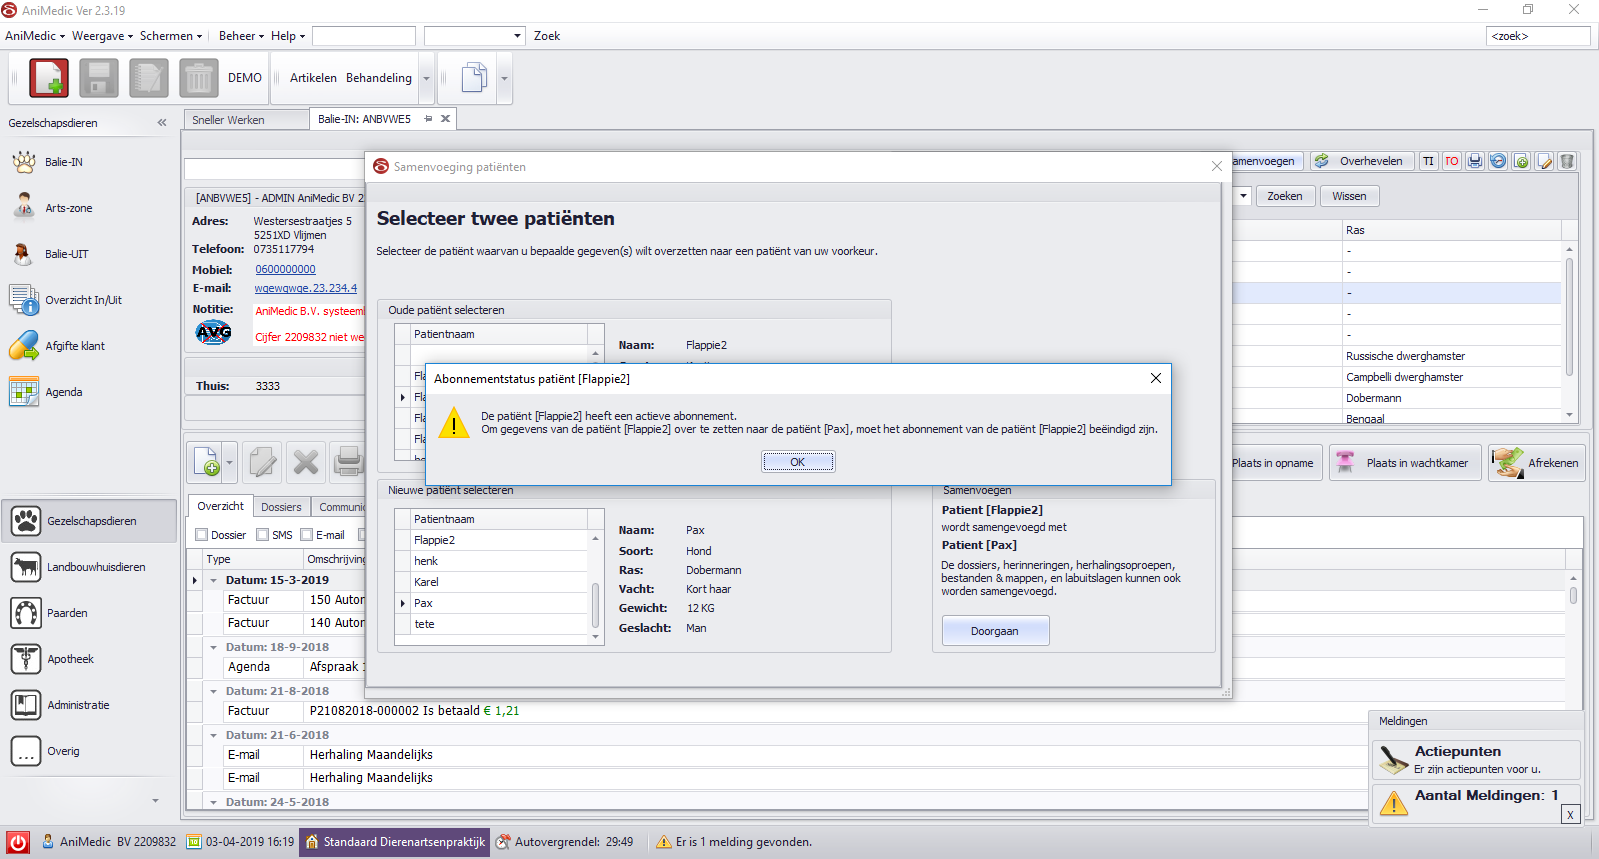 AniMedic Ver 2.3.19
AniMedic Weergave Schermen Beheer Help Zoek <zoek>
DEMO Artikelen Behandeling
Gezelschapsdieren «
Balie-IN
Arts-zone
Balie-UIT
Overzicht In/Uit
Afgifte klant
Agenda
Gezelschapsdieren
Landbouwhuisdieren
Paarden
Apotheek
Administratie
... Overig
Sneller Werken Balie-IN: ANBVWE5
amenvoegen Overhevelen TI TO
Zoeken Wissen
[ANBVWE5] - ADMIN AniMedic BV 2
Adres: Westersestraatjes 5
5251XD Vlijmen
Telefoon: 0735117794
Mobiel: 0600000000
E-mail: wgewgwge.23.234.4
Notitie: AniMedic B.V. systeem
AVG Cijfer 2209832 niet we
Thuis: 3333
Ras
-
-
-
-
-
Russische dwerghamster
Campbelli dwerghamster
Dobermann
Bengaal
Plaats in opname Plaats in wachtkamer Afrekenen
Samenvoeging patiënten
Selecteer twee patiënten
Selecteer de patiënt waarvan u bepaalde gegeven(s) wilt overzetten naar een patiënt van uw voorkeur.
Oude patiënt selecteren
Patientnaam
Naam: Flappie2
Fla
Fla
Fla
Fla
Abonnementstatus patiënt [Flappie2]
De patiënt [Flappie2] heeft een actieve abonnement.
Om gegevens van de patiënt [Flappie2] over te zetten naar de patiënt [Pax], moet het abonnement van de patiënt [Flappie2] beëindigd zijn.
OK
Nieuwe patiënt selecteren
Patientnaam
Flappie2
henk
Karel
Pax
tete
Naam: Pax
Soort: Hond
Ras: Dobermann
Vacht: Kort haar
Gewicht: 12 KG
Geslacht: Man
Samenvoegen
Patient [Flappie2]
wordt samengevoegd met
Patient [Pax]
De dossiers, herinneringen, herhalingsoproepen,
bestanden & mappen, en labuitslagen kunnen ook
worden samengevoegd.
Doorgaan
Overzicht Dossiers Communi
Dossier SMS E-mail
Type Omschrijving
Datum: 15-3-2019
Factuur 150 Autor
Factuur 140 Autor
Datum: 18-9-2018
Agenda Afspraak
Datum: 21-8-2018
Factuur P21082018-000002 Is betaald € 1,21
Datum: 21-6-2018
E-mail Herhaling Maandelijks
E-mail Herhaling Maandelijks
Datum: 24-5-2018
Meldingen
Actiepunten
Er zijn actiepunten voor u.
Aantal Meldingen: 1
X
AniMedic BV 2209832 03-04-2019 16:19 Standaard Dierenartsenpraktijk Autovergrendel: 29:49 Er is 1 melding gevonden.